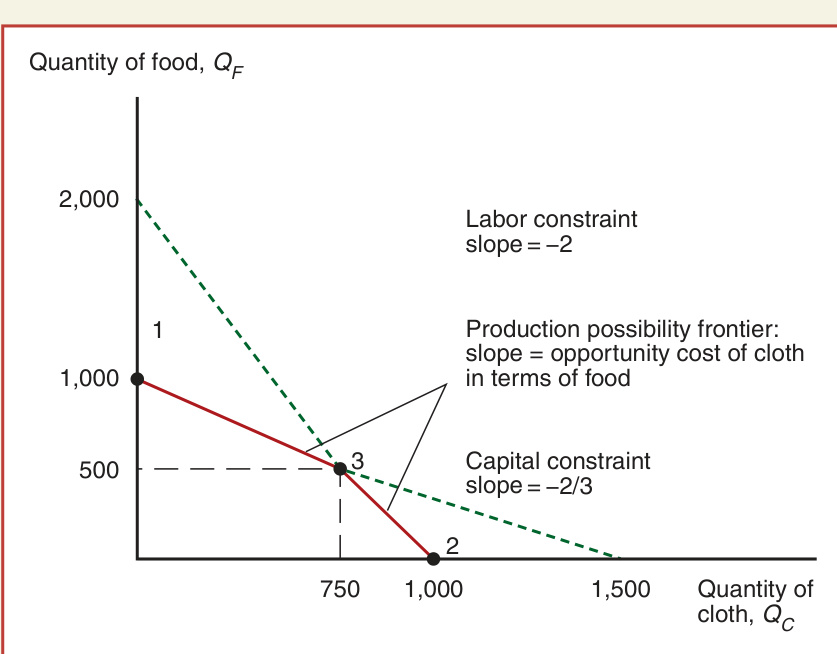 Quantity of food, Q_F
2,000
Labor constraint
slope = –2
1
Production possibility frontier:
slope = opportunity cost of cloth
in terms of food
1,000
500
3
Capital constraint
slope = –2/3
2
750
1,000
1,500
Quantity of
cloth, Q_C